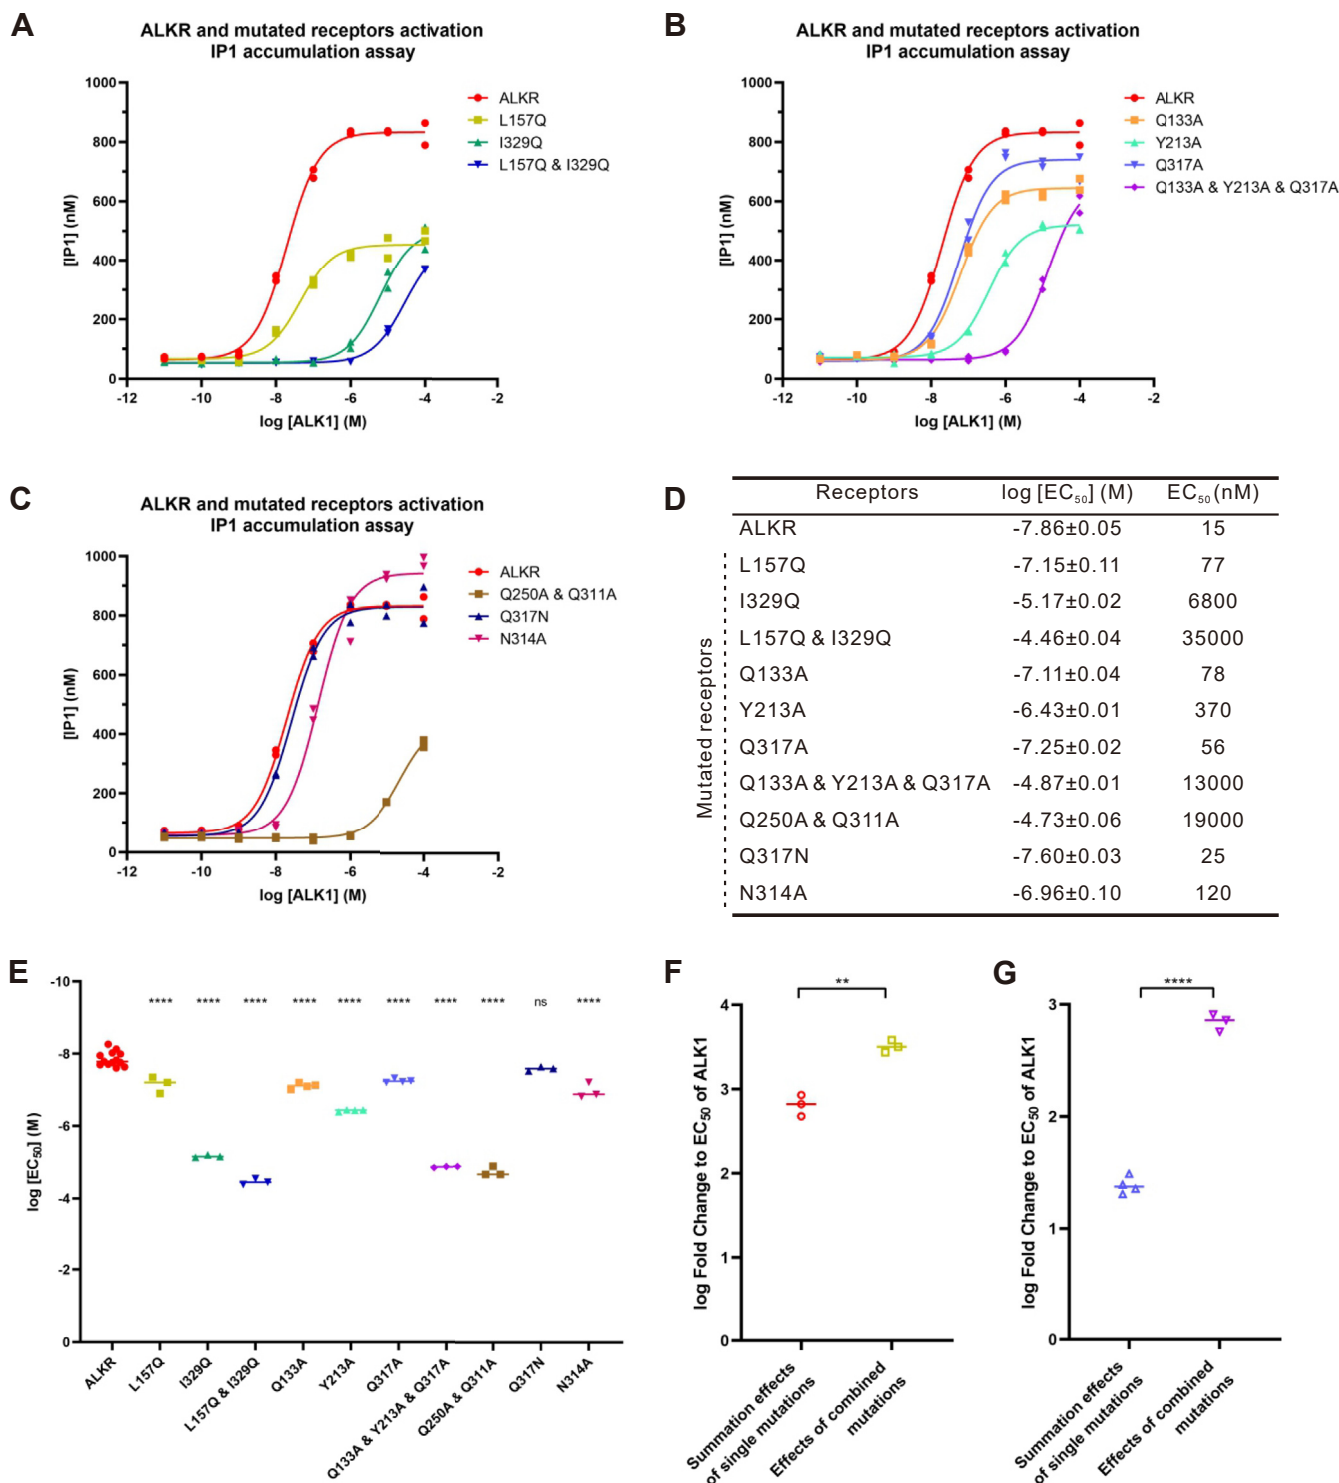 A
ALKR and mutated receptors activation
IP1 accumulation assay
1000
800
600
400
200
0
[IP1] (nM)
-12
-10
-8
-6
-4
-2
log [ALK1] (M)
ALKR
L157Q
I329Q
L157Q & I329Q
B
ALKR and mutated receptors activation
IP1 accumulation assay
1000
800
600
400
200
0
[IP1] (nM)
-12
-10
-8
-6
-4
-2
log [ALK1] (M)
ALKR
Q133A
Y213A
Q317A
Q133A & Y213A & Q317A
C
ALKR and mutated receptors activation
IP1 accumulation assay
1000
800
600
400
200
0
[IP1] (nM)
-12
-10
-8
-6
-4
-2
log [ALK1] (M)
ALKR
Q250A & Q311A
Q317N
N314A
D
Receptors log [EC₅₀] (M) EC₅₀ (nM)
ALKR -7.86±0.05 15
Mutated receptors
L157Q -7.15±0.11 77
I329Q -5.17±0.02 6800
L157Q & I329Q -4.46±0.04 35000
Q133A -7.11±0.04 78
Y213A -6.43±0.01 370
Q317A -7.25±0.02 56
Q133A & Y213A & Q317A -4.87±0.01 13000
Q250A & Q311A -4.73±0.06 19000
Q317N -7.60±0.03 25
N314A -6.96±0.10 120
E
-10
-8
-6
-4
-2
0
log [EC₅₀] (M)
**** **** **** **** **** **** **** **** ns ****
ALKR
L157Q
I329Q
L157Q & I329Q
Q133A
Y213A
Q317A
Q133A & Y213A & Q317A
Q250A & Q311A
Q317N
N314A
F
**
4
3
2
1
0
log Fold Change to EC₅₀ of ALK1
Summation effects
of single mutations
Effects of combined
mutations
G
****
3
2
1
0
log Fold Change to EC₅₀ of ALK1
Summation effects
of single mutations
Effects of combined
mutations